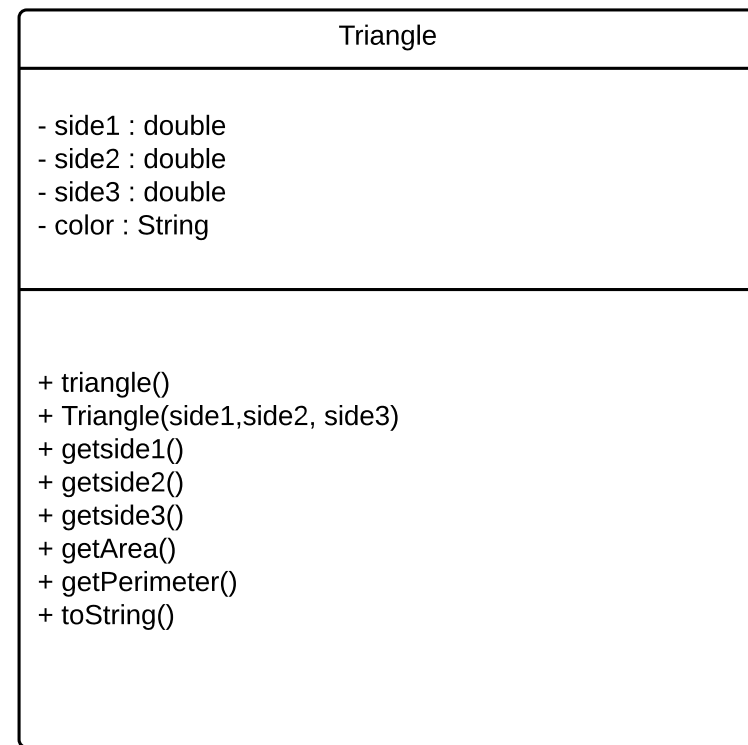 Triangle
- side1 : double
- side2 : double
- side3 : double
- color : String
+ triangle()
+ Triangle(side1,side2, side3)
+ getside1()
+ getside2()
+ getside3()
+ getArea()
+ getPerimeter()
+ toString()